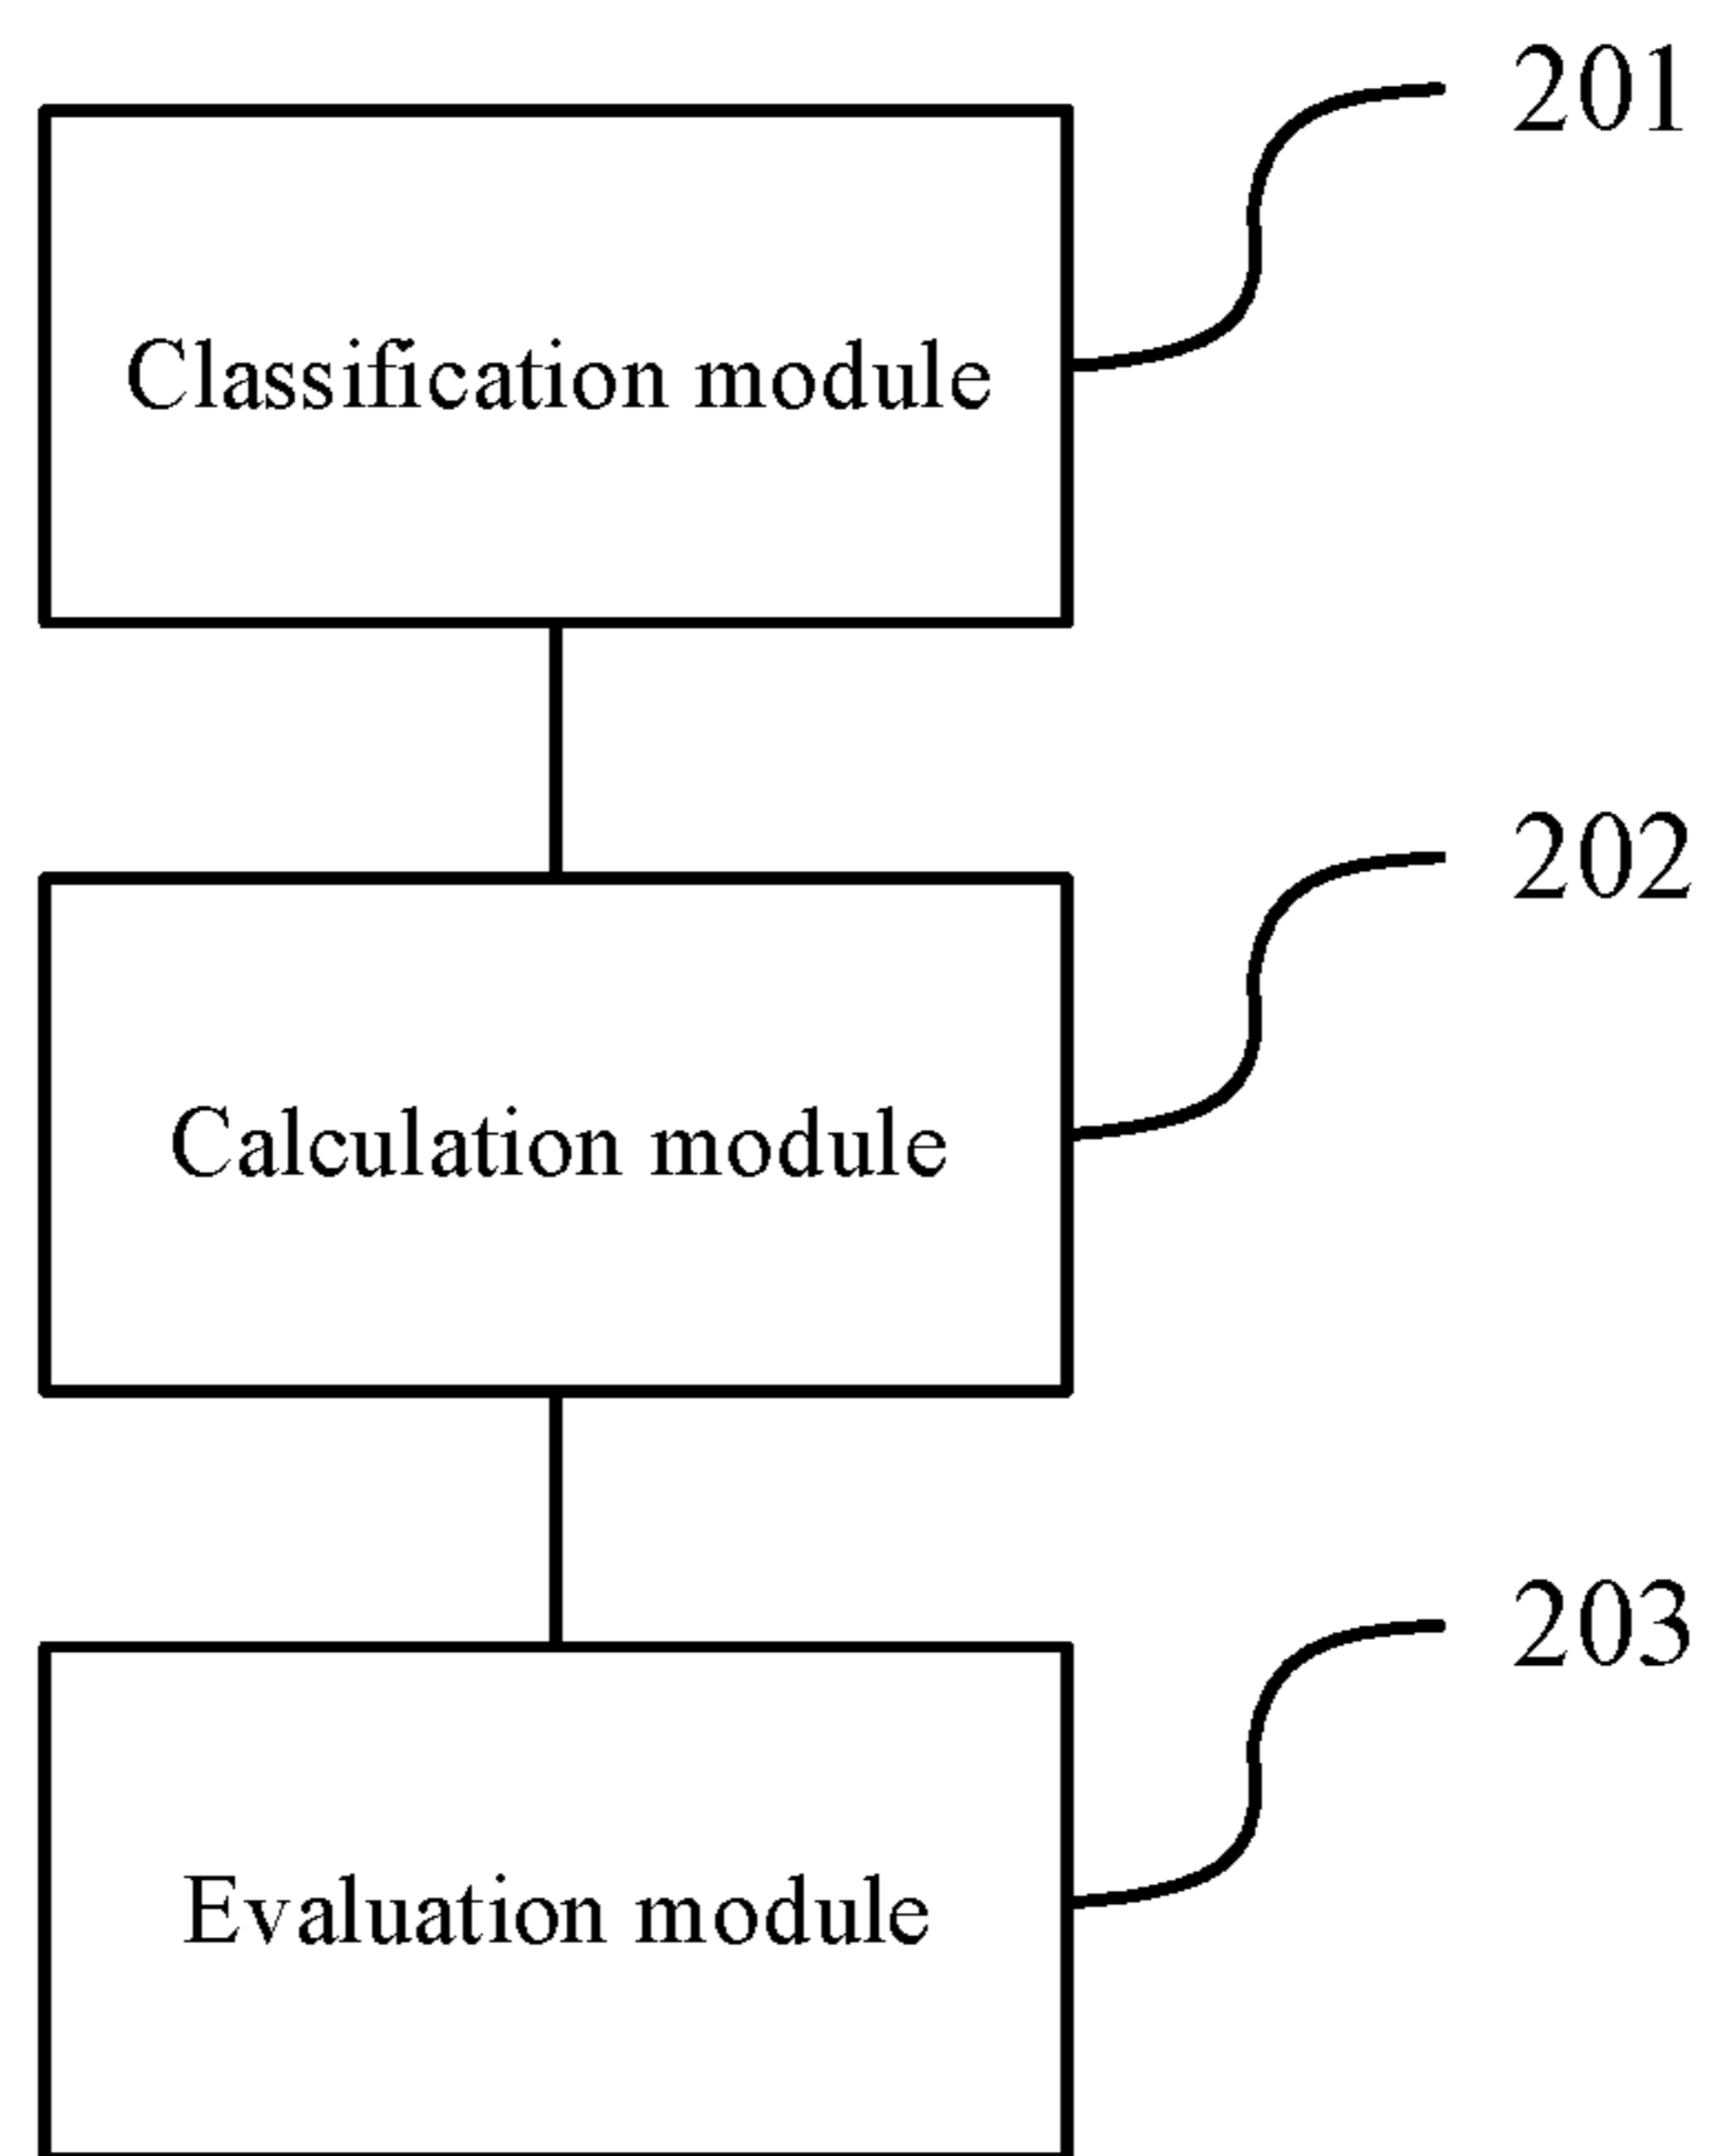 201
Classification module
202
Calculation module
203
Evaluation module